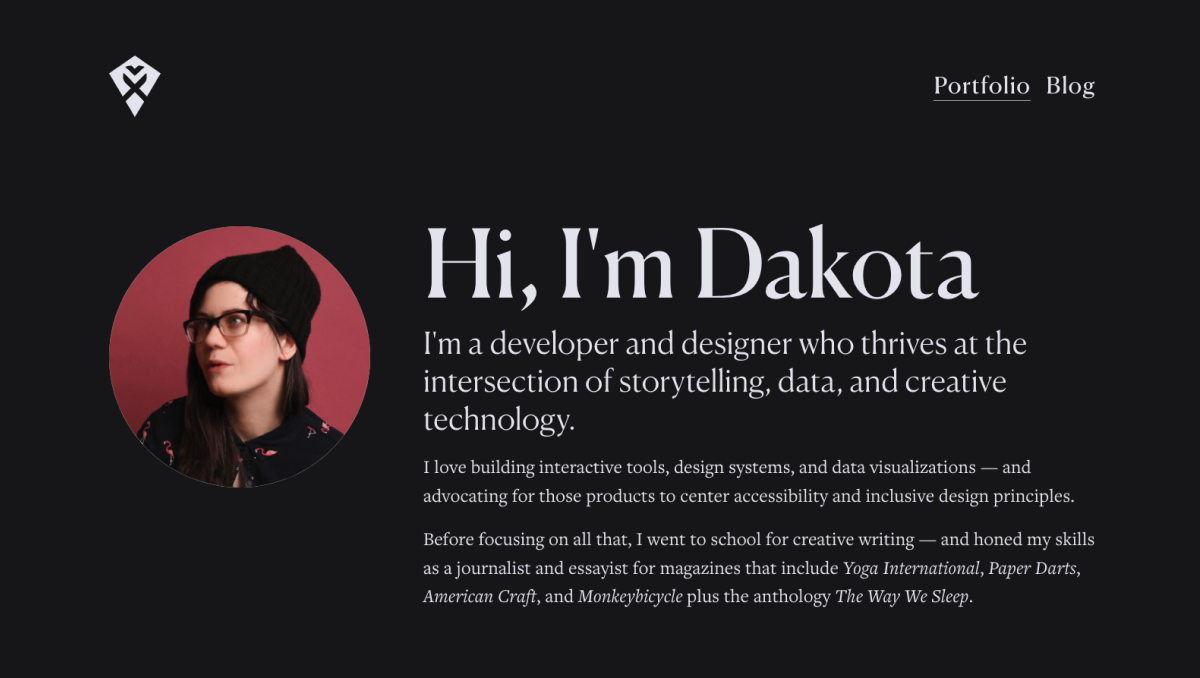 Portfolio Blog
Hi, I'm Dakota
I'm a developer and designer who thrives at the
intersection of storytelling, data, and creative
technology.
I love building interactive tools, design systems, and data visualizations — and
advocating for those products to center accessibility and inclusive design principles.
Before focusing on all that, I went to school for creative writing — and honed my skills
as a journalist and essayist for magazines that include Yoga International, Paper Darts,
American Craft, and Monkeybicycle plus the anthology The Way We Sleep.